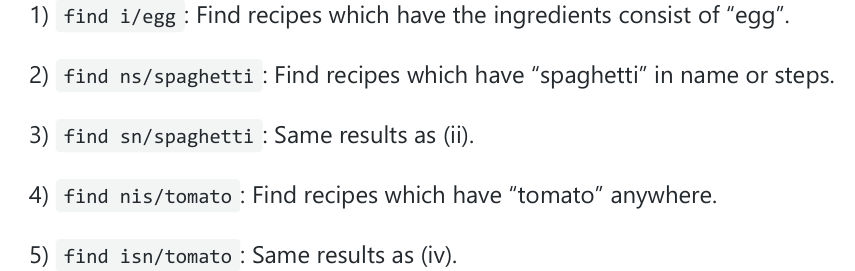 1) find i/egg : Find recipes which have the ingredients consist of “egg”.
2) find ns/spaghetti : Find recipes which have “spaghetti” in name or steps.
3) find sn/spaghetti : Same results as (ii).
4) find nis/tomato : Find recipes which have “tomato” anywhere.
5) find isn/tomato : Same results as (iv).